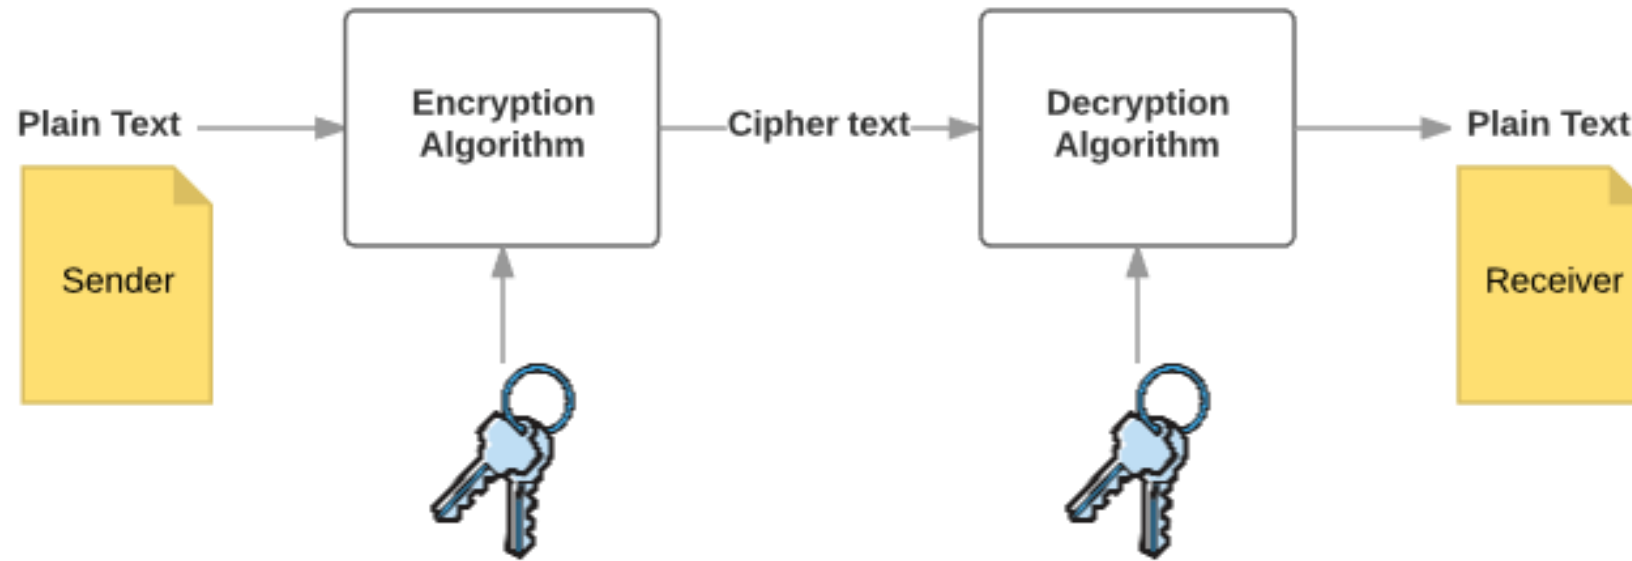 Plain Text
Encryption
Algorithm
Cipher text
Decryption
Algorithm
Plain Text
Sender
Receiver